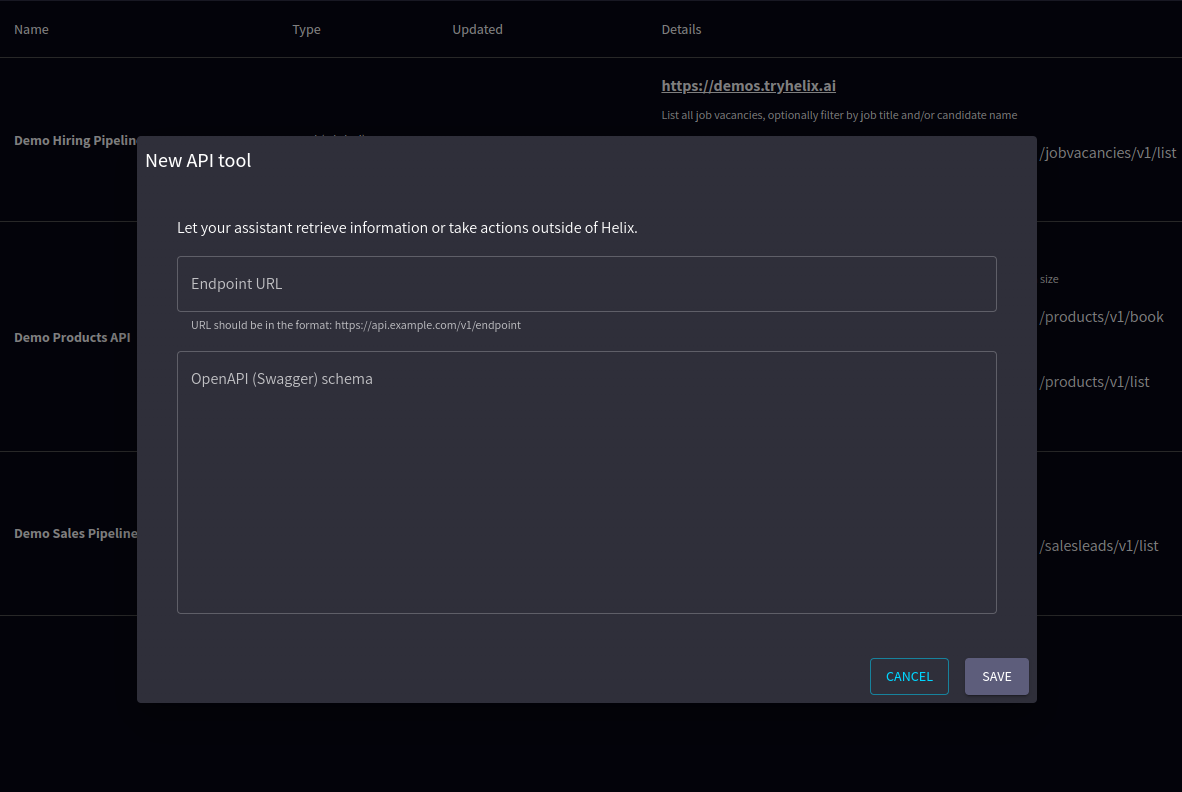 Name Type Updated Details
https://demos.tryhelix.ai
List all job vacancies, optionally filter by job title and/or candidate name
Demo Hiring Pipelin
/jobvacancies/v1/list
New API tool
Let your assistant retrieve information or take actions outside of Helix.
Endpoint URL
URL should be in the format: https://api.example.com/v1/endpoint
size
/products/v1/book
Demo Products API
OpenAPI (Swagger) schema
/products/v1/list
Demo Sales Pipeline
/salesleads/v1/list
CANCEL SAVE